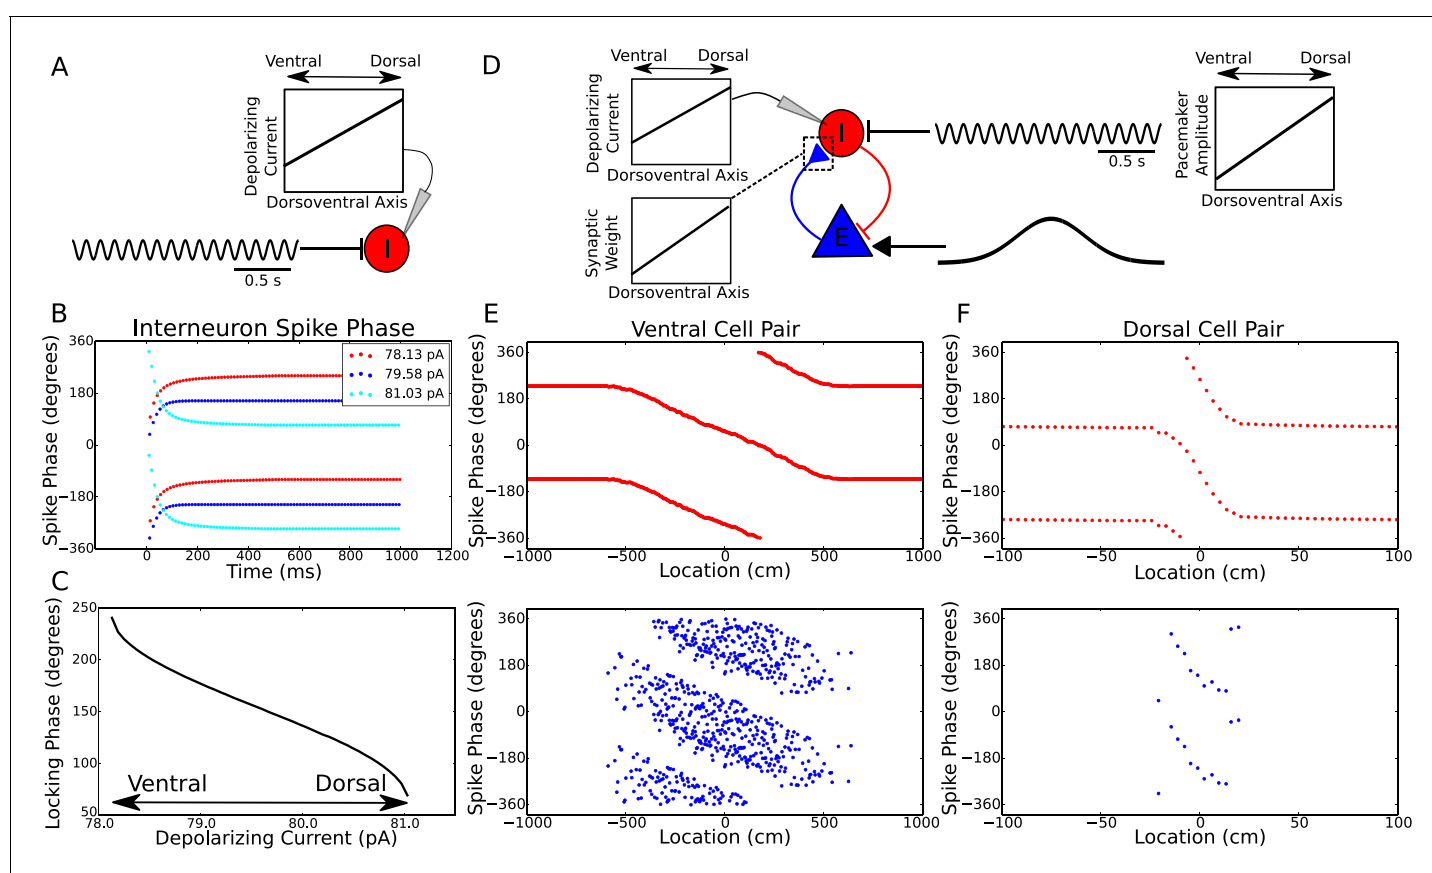 A
Ventral Dorsal
Depolarizing
Current
Dorsoventral Axis
I
0.5 s
B
Interneuron Spike Phase
Spike Phase (degrees)
360
180
0
−180
−360
78.13 pA
79.58 pA
81.03 pA
0 200 400 600 800 1000 1200
Time (ms)
C
Locking Phase (degrees)
250
200
150
100
50
Ventral Dorsal
78.0 79.0 80.0 81.0
Depolarizing Current (pA)
D
Ventral Dorsal
Depolarizing
Current
Dorsoventral Axis
Synaptic
Weight
Dorsoventral Axis
I
E
0.5 s
Ventral Dorsal
Pacemaker
Amplitude
Dorsoventral Axis
E
Ventral Cell Pair
Spike Phase (degrees)
360
180
0
−180
−360
−1000 −500 0 500 1000
Location (cm)
Spike Phase (degrees)
360
180
0
−180
−360
−1000 −500 0 500 1000
Location (cm)
F
Dorsal Cell Pair
Spike Phase (degrees)
360
180
0
−180
−360
−100 −50 0 50 100
Location (cm)
Spike Phase (degrees)
360
180
0
−180
−360
−100 −50 0 50 100
Location (cm)